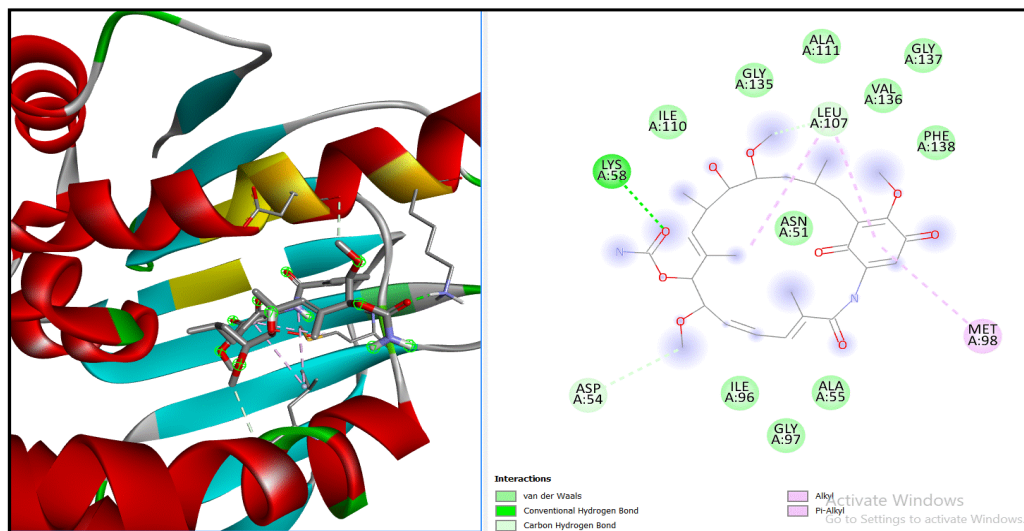 ALA
A:111
GLY
A:137
GLY
A:135
VAL
A:136
ILE
A:110
LEU
A:107
PHE
A:138
LYS
A:58
O
O
O
O
N
O
O
ASN
A:51
O
O
O
N
O
MET
A:98
ASP
A:54
ILE
A:96
ALA
A:55
GLY
A:97
Interactions
van der Waals
Conventional Hydrogen Bond
Carbon Hydrogen Bond
Alkyl
Pi-Alkyl
Activate Windows
Go to Settings to activate Windows.